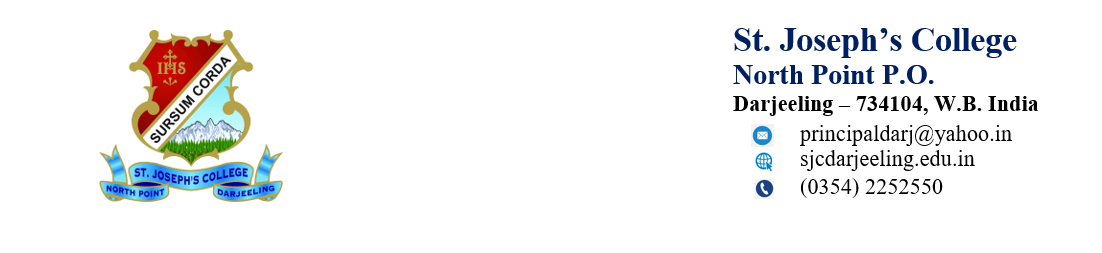 IHS
SURSUM CORDA
ST. JOSEPH'S COLLEGE
NORTH POINT
DARJEELING
St. Joseph’s College
North Point P.O.
Darjeeling – 734104, W.B. India
principaldarj@yahoo.in
sjcdarjeeling.edu.in
(0354) 2252550